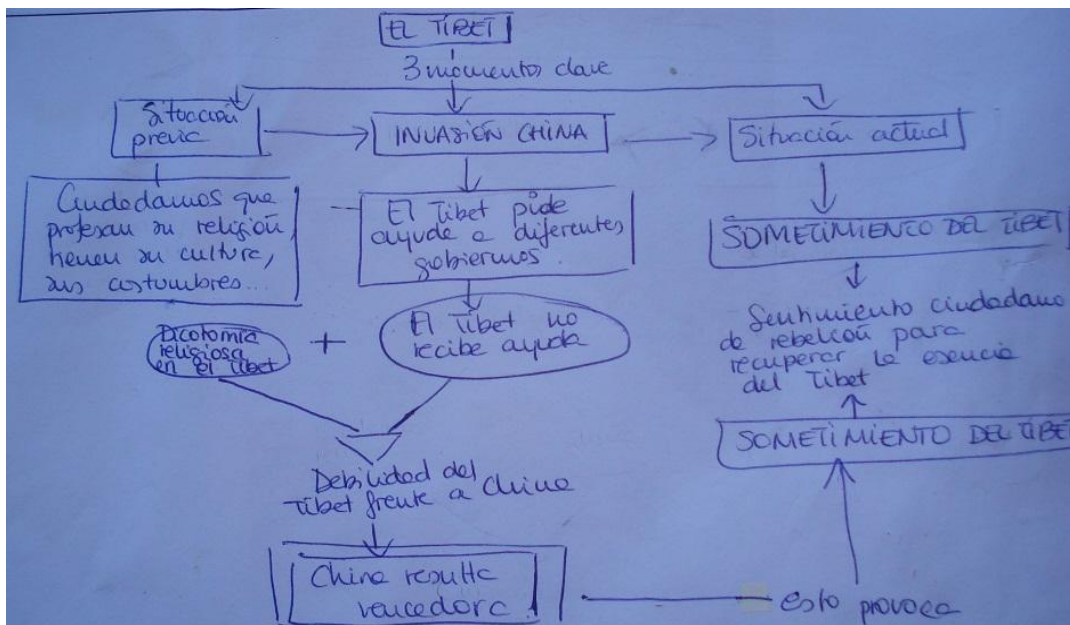 EL TÍBET
3 momentos clave
Situación
previa
INVASIÓN CHINA
Situación actual
Ciudadanos que
profesan su religión,
tienen su cultura,
sus costumbres...
El Tibet pide
ayuda a diferentes
gobiernos.
SOMETIMIENTO DEL TIBET
Dicotomía
religiosa
en el Tibet
+
El Tibet no
recibe ayuda
Sentimiento ciudadano
de rebelión para
recuperar la esencia
del Tibet
SOMETIMIENTO DEL TIBE
Debilidad del
Tibet frente a China
China resulta
vencedora.
esto provoca